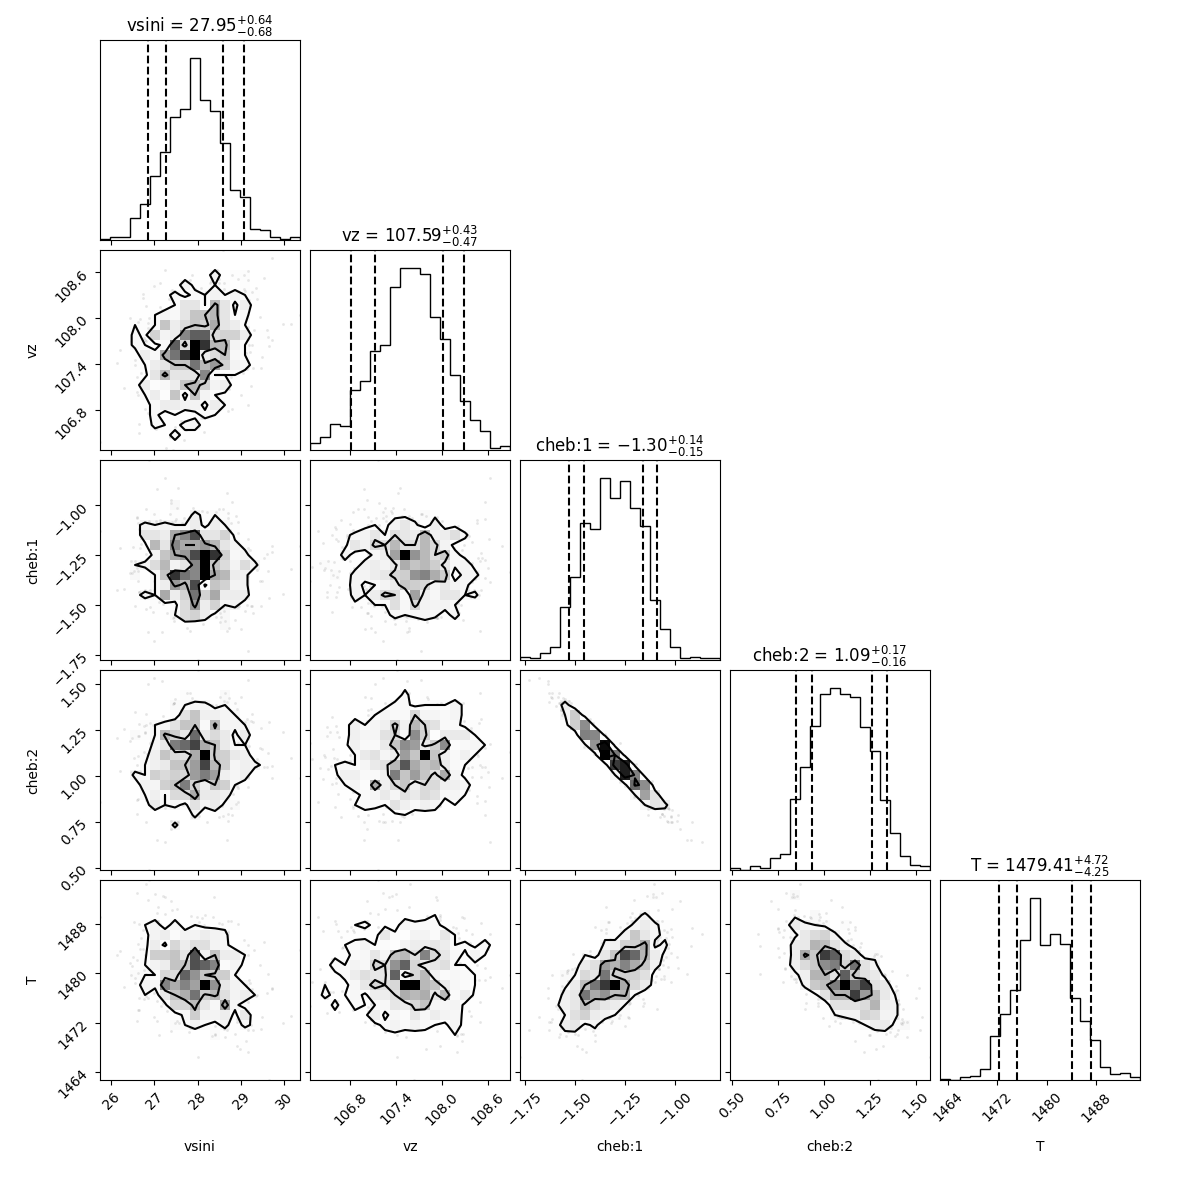 vsini = 27.95+0.64−0.68
vz = 107.59+0.43−0.47
108.6
108.0
107.4
106.8
vz
cheb:1 = −1.30+0.14−0.15
−1.00
−1.25
−1.50
−1.75
cheb:1
cheb:2 = 1.09+0.17−0.16
1.50
1.25
1.00
0.75
0.50
cheb:2
T = 1479.41+4.72−4.25
1488
1480
1472
1464
T
26 27 28 29 30
106.8 107.4 108.0 108.6
−1.75 −1.50 −1.25 −1.00
0.50 0.75 1.00 1.25 1.50
1464 1472 1480 1488
vsini vz cheb:1 cheb:2 T